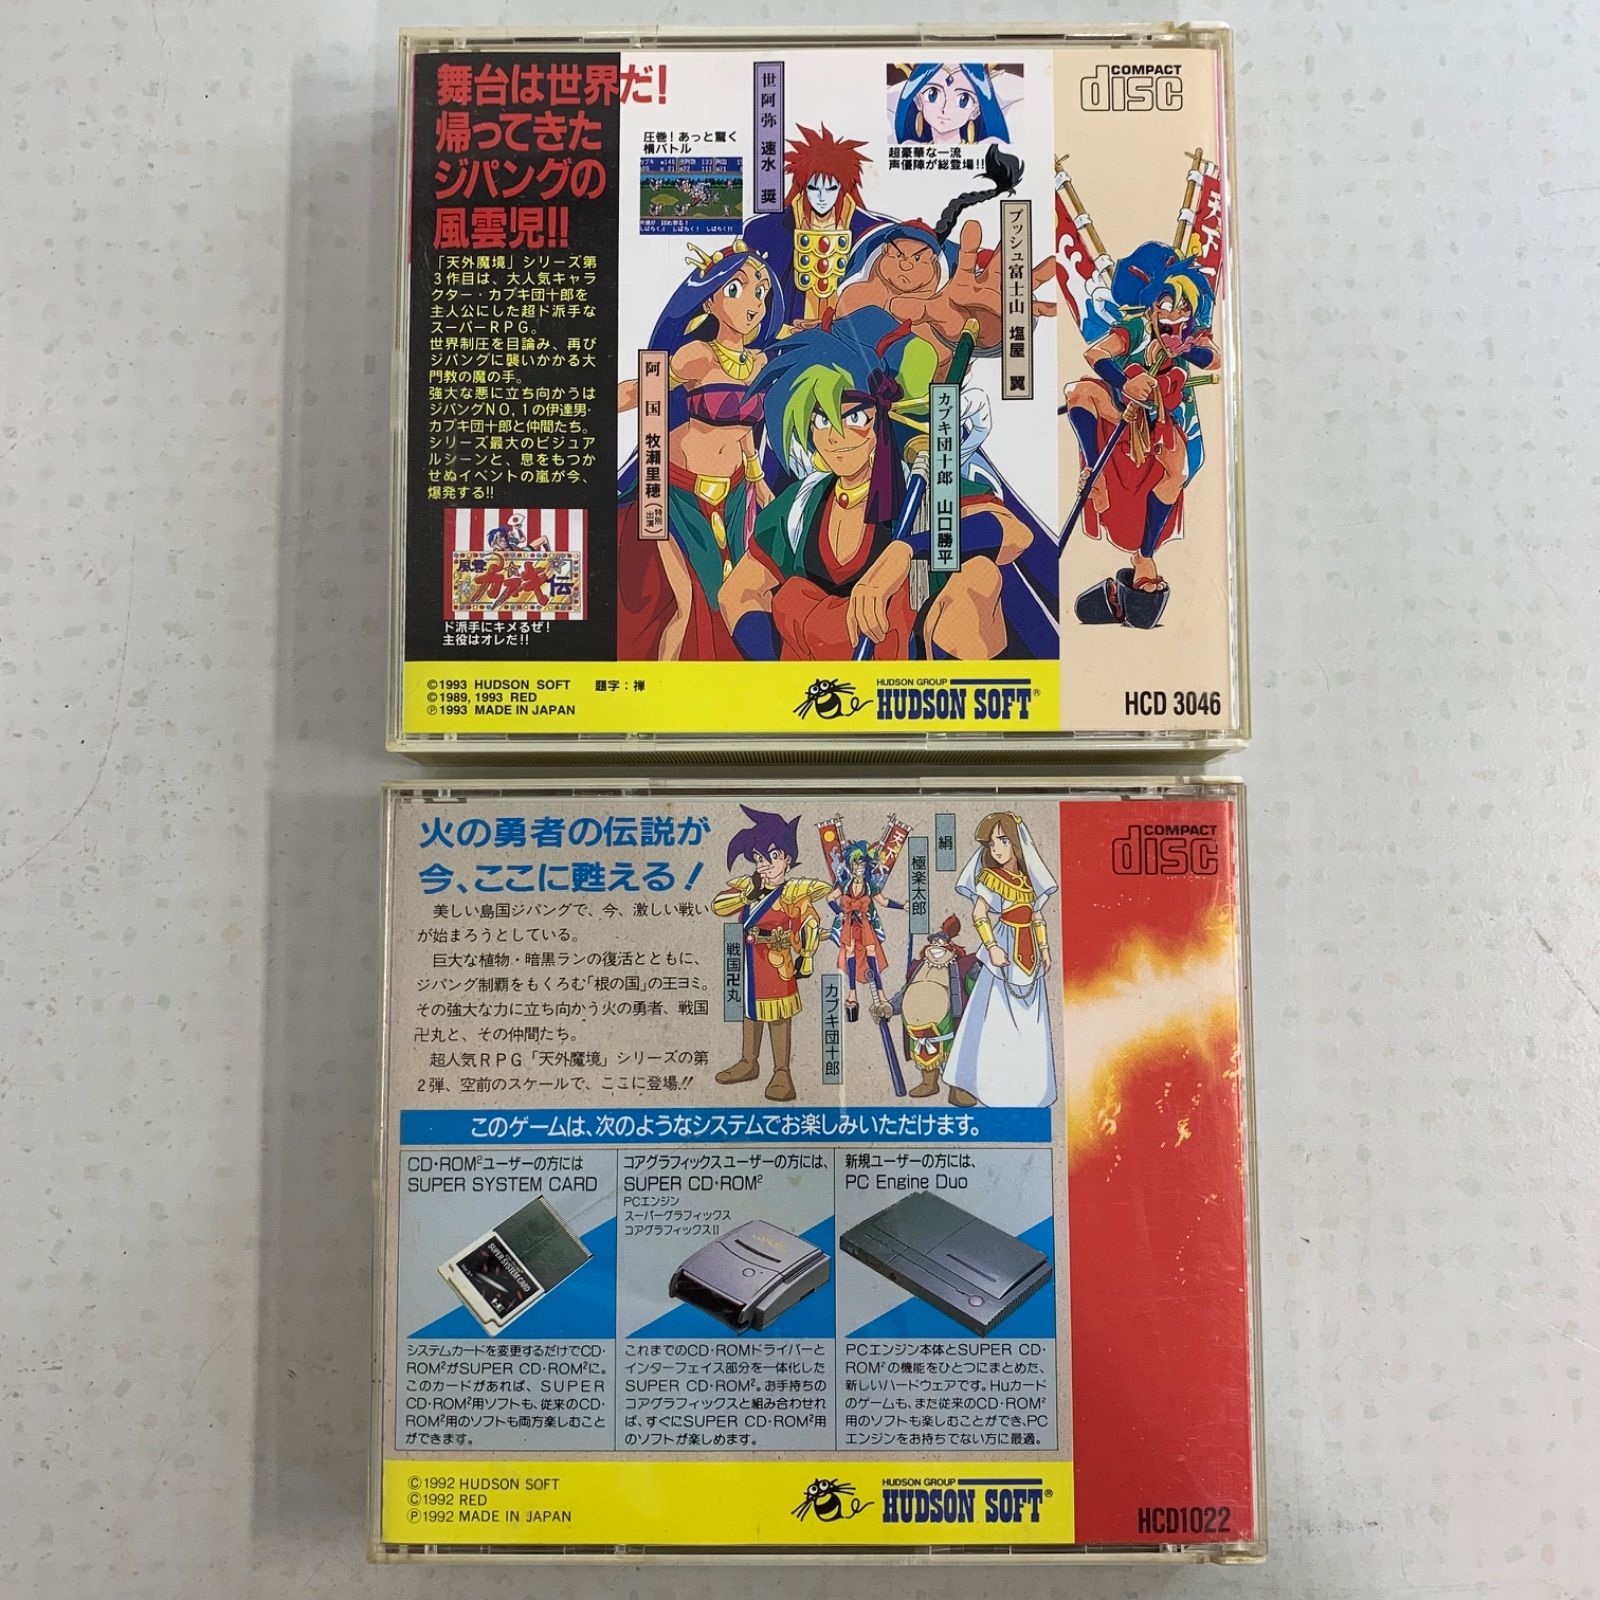 舞台は世界だ!
帰ってきた
ジパングの
風雲児!!
「天外魔境」シリーズ第
3作目は、大人気キャラ
クター・カブキ団十郎を
主人公にした超ド派手な
スーパーRPG。
世界制圧を目論み、再び
ジパングに襲いかかる大
門教の魔の手。
強大な悪に立ち向かうは
ジパングNO,1の伊達男・
カブキ団十郎と仲間たち。
シリーズ最大のビジュア
ルシーンと、息をもつか
せぬイベントの嵐が今、
爆発する!!
風雲
カブキ伝
ド派手にキメるぜ!
主役はオレだ!!
圧巻!あっと驚く
横バトル
世阿弥 速水 奨
超豪華な一流
声優陣が総登場!!
ブッシュ富士山 塩屋 翼
阿国 牧瀬里穂(特別出演)
カブキ団十郎 山口勝平
COMPACT
disc
天下
©1993 HUDSON SOFT 題字:禅
©1989, 1993 RED
℗1993 MADE IN JAPAN
HUDSON GROUP
HUDSON SOFT®
HCD 3046
火の勇者の伝説が
今、ここに甦える!
美しい島国ジパングで、今、激しい戦い
が始まろうとしている。
巨大な植物・暗黒ランの復活とともに、
ジパング制覇をもくろむ「根の国」の王ヨミ。
その強大な力に立ち向かう火の勇者、戦国
卍丸と、その仲間たち。
超人気RPG「天外魔境」シリーズの第
2弾、空前のスケールで、ここに登場!!
戦国卍丸
カブキ団十郎
極楽太郎
絹
COMPACT
disc
このゲームは、次のようなシステムでお楽しみいただけます。
CD・ROM²ユーザーの方には
SUPER SYSTEM CARD
SUPER SYSTEM CARD
システムカードを変更するだけでCD・
ROM²がSUPER CD・ROM²に。
このカードがあれば、SUPER
CD・ROM²用ソフトも、従来のCD・
ROM²用のソフトも両方楽しむこと
ができます。
コアグラフィックスユーザーの方には、
SUPER CD・ROM²
PCエンジン
スーパーグラフィックス
コアグラフィックスII
これまでのCD・ROMドライバーと
インターフェイス部分を一体化した
SUPER CD・ROM²。お手持ちの
コアグラフィックスと組み合わせれ
ば、すぐにSUPER CD・ROM²用
のソフトが楽しめます。
新規ユーザーの方には、
PC Engine Duo
PCエンジン本体とSUPER CD・
ROM²の機能をひとつにまとめた、
新しいハードウェアです。Huカード
のゲームも、また従来のCD・ROM²
用のソフトも楽しむことができ、PC
エンジンをお持ちでない方に最適。
©1992 HUDSON SOFT
©1992 RED
℗1992 MADE IN JAPAN
HUDSON GROUP
HUDSON SOFT®
HCD1022